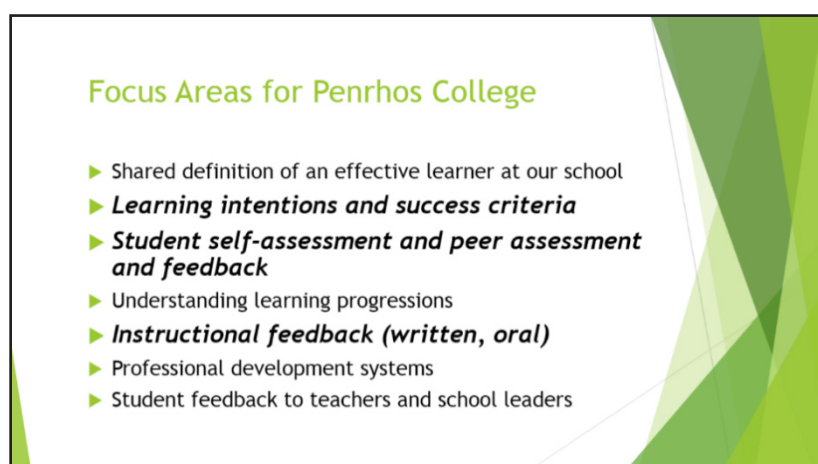 Focus Areas for Penrhos College
Shared definition of an effective learner at our school
Learning intentions and success criteria
Student self-assessment and peer assessment
and feedback
Understanding learning progressions
Instructional feedback (written, oral)
Professional development systems
Student feedback to teachers and school leaders